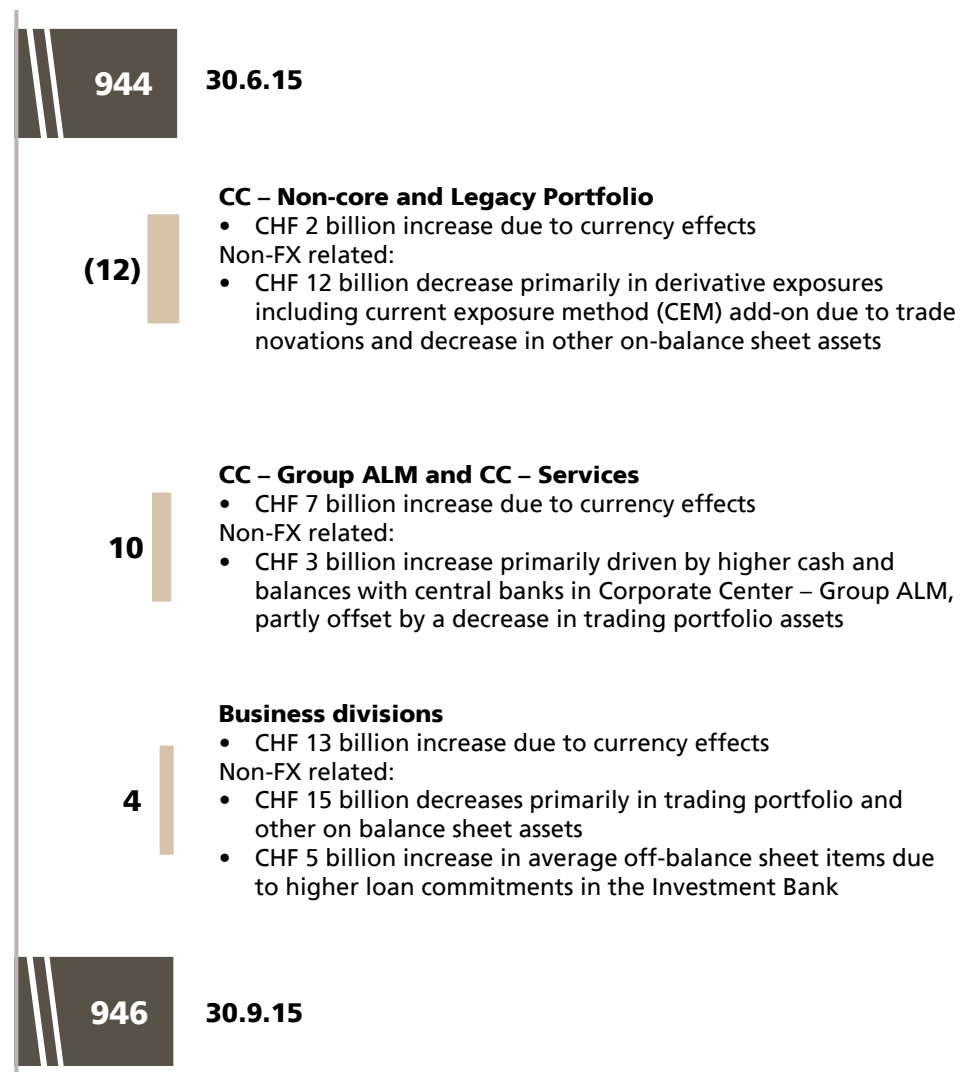 944 30.6.15
CC – Non-core and Legacy Portfolio
• CHF 2 billion increase due to currency effects
Non-FX related:
(12)
• CHF 12 billion decrease primarily in derivative exposures
including current exposure method (CEM) add-on due to trade
novations and decrease in other on-balance sheet assets
CC – Group ALM and CC – Services
• CHF 7 billion increase due to currency effects
Non-FX related:
10
• CHF 3 billion increase primarily driven by higher cash and
balances with central banks in Corporate Center – Group ALM,
partly offset by a decrease in trading portfolio assets
Business divisions
• CHF 13 billion increase due to currency effects
Non-FX related:
4
• CHF 15 billion decreases primarily in trading portfolio and
other on balance sheet assets
• CHF 5 billion increase in average off-balance sheet items due
to higher loan commitments in the Investment Bank
946 30.9.15